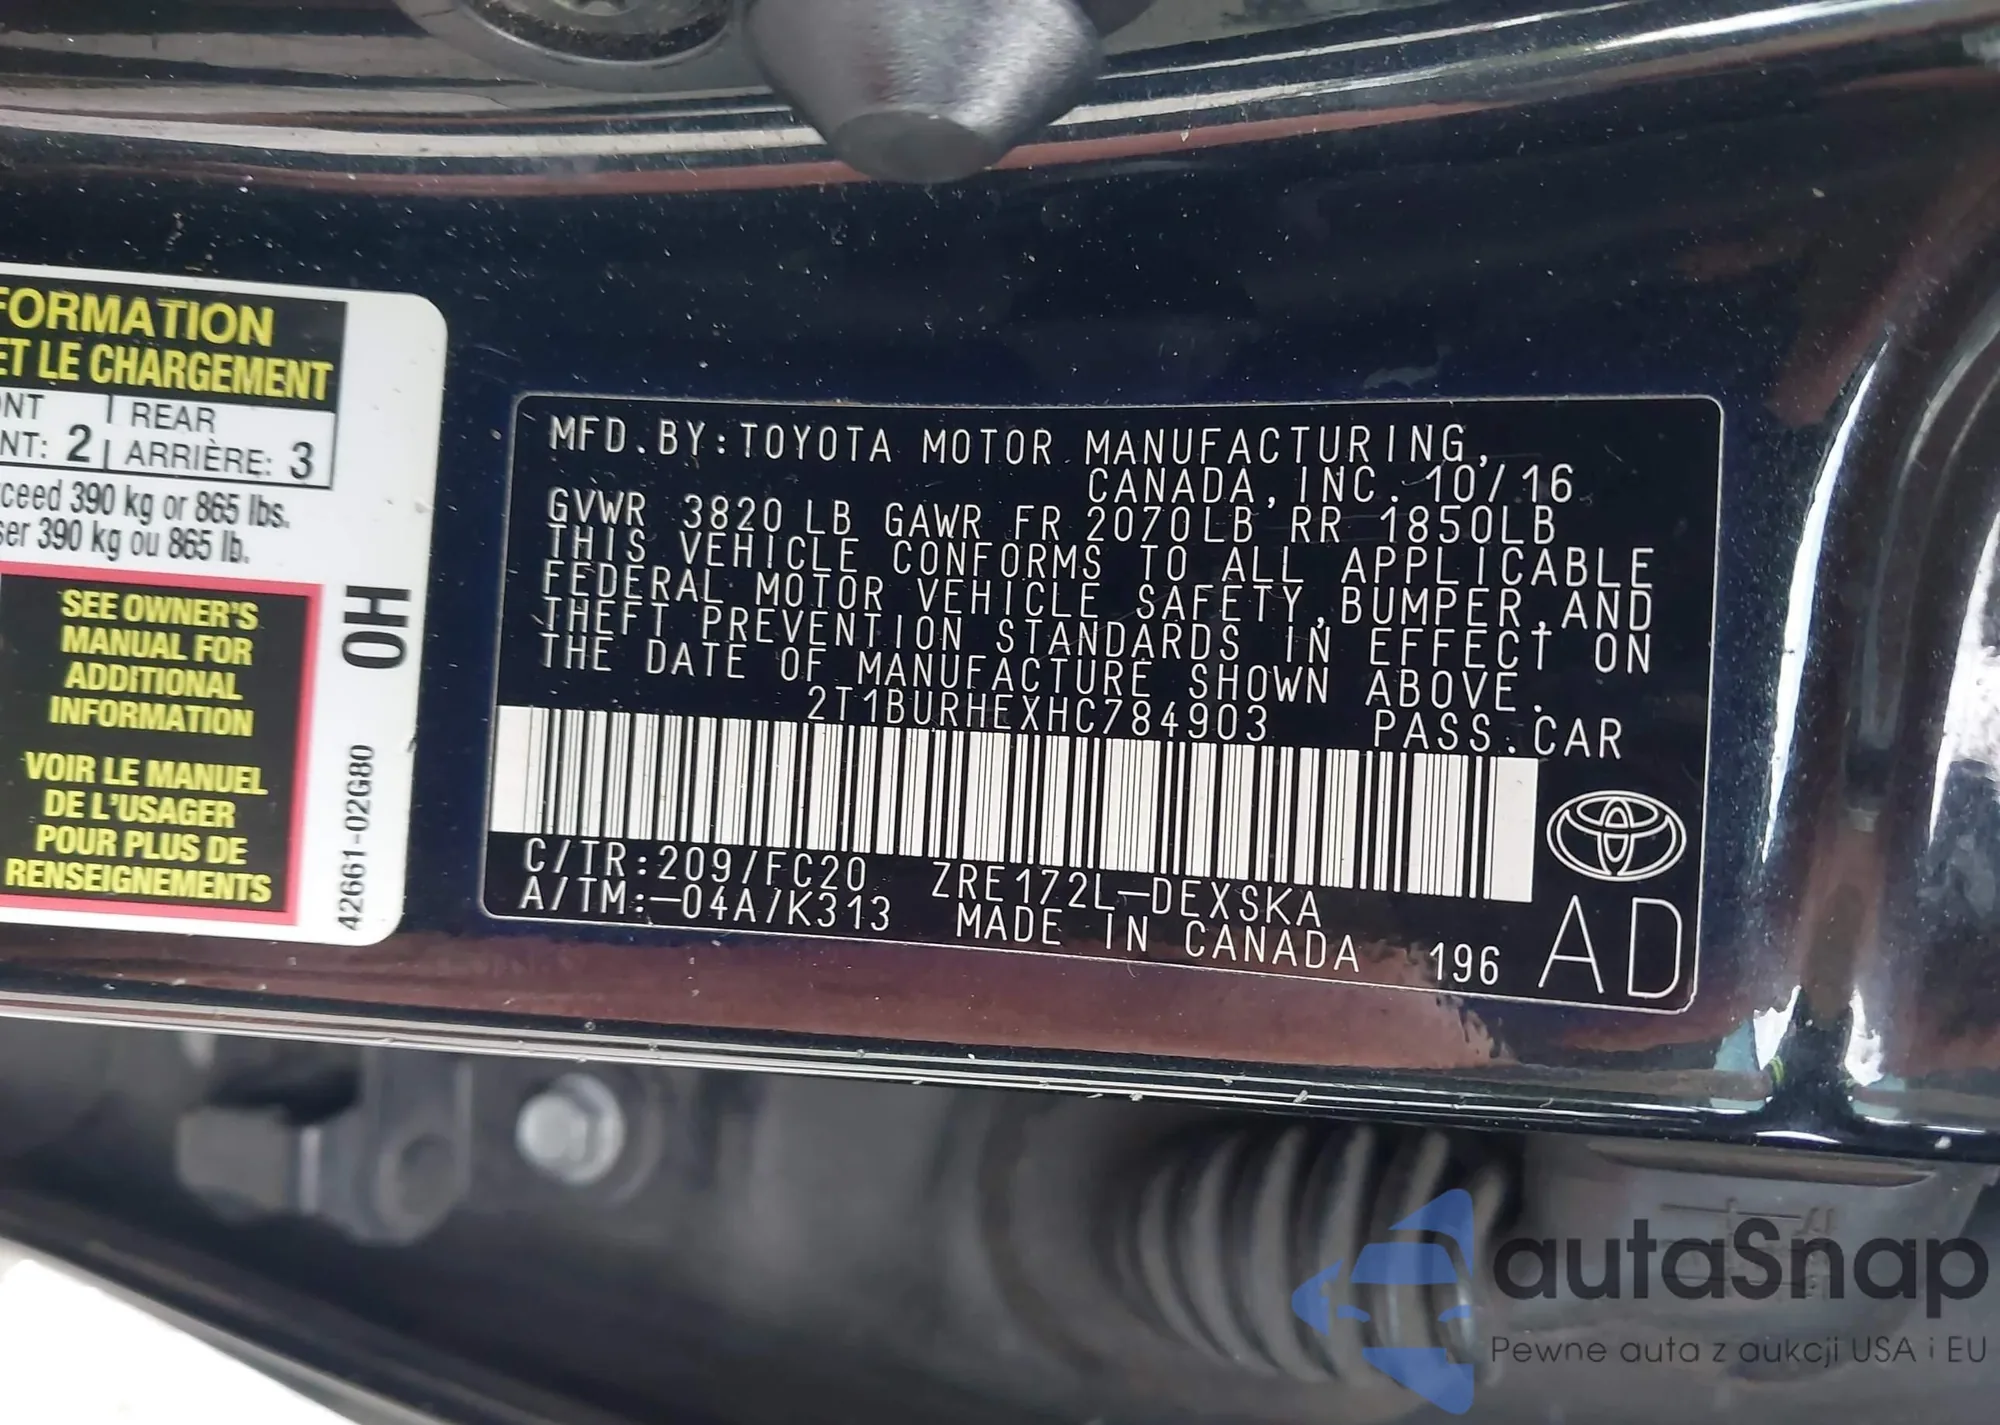 FORMATION
ET LE CHARGEMENT
REAR
NT: 2 ARRIÈRE: 3
ceed 390 kg or 865 lbs.
ser 390 kg ou 865 lb.
SEE OWNER'S
MANUAL FOR
ADDITIONAL
INFORMATION
VOIR LE MANUEL
DE L'USAGER
POUR PLUS DE
RENSEIGNEMENTS
0H
42661-02G80
MFD.BY:TOYOTA MOTOR MANUFACTURING,
CANADA,INC. 10/16
GVWR 3820LB GAWR FR 2070LB RR 1850LB
THIS VEHICLE CONFORMS TO ALL APPLICABLE
FEDERAL MOTOR VEHICLE SAFETY,BUMPER,AND
THEFT PREVENTION STANDARDS IN EFFECT ON
THE DATE OF MANUFACTURE SHOWN ABOVE.
2T1BURHEXHC784903 PASS.CAR
C/TR:209/FC20 ZRE172L-DEXSKA
A/TM:-04A/K313 MADE IN CANADA 196
AD
autaSnap
Pewne auta z aukcji USA i EU